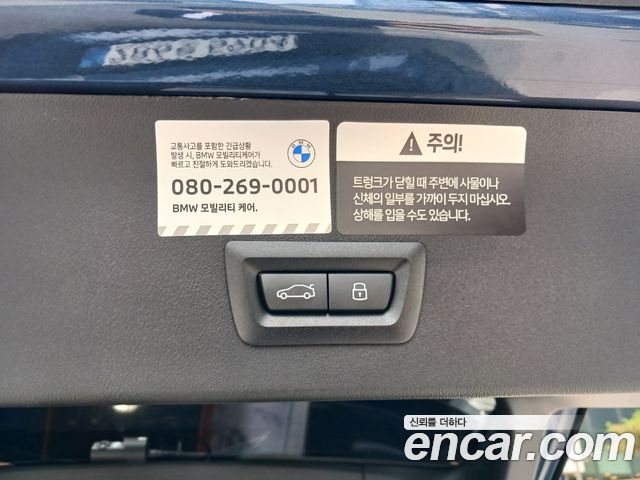 교통사고를 포함한 긴급상황
발생 시, BMW 모빌리티케어가
빠르고 친절하게 도와드리겠습니다.
080-269-0001
BMW 모빌리티 케어.
BMW
주의!
트렁크가 닫힐 때 주변에 사물이나
신체의 일부를 가까이 두지 마십시오.
상해를 입을 수도 있습니다.
신뢰를 더하다
encar.com